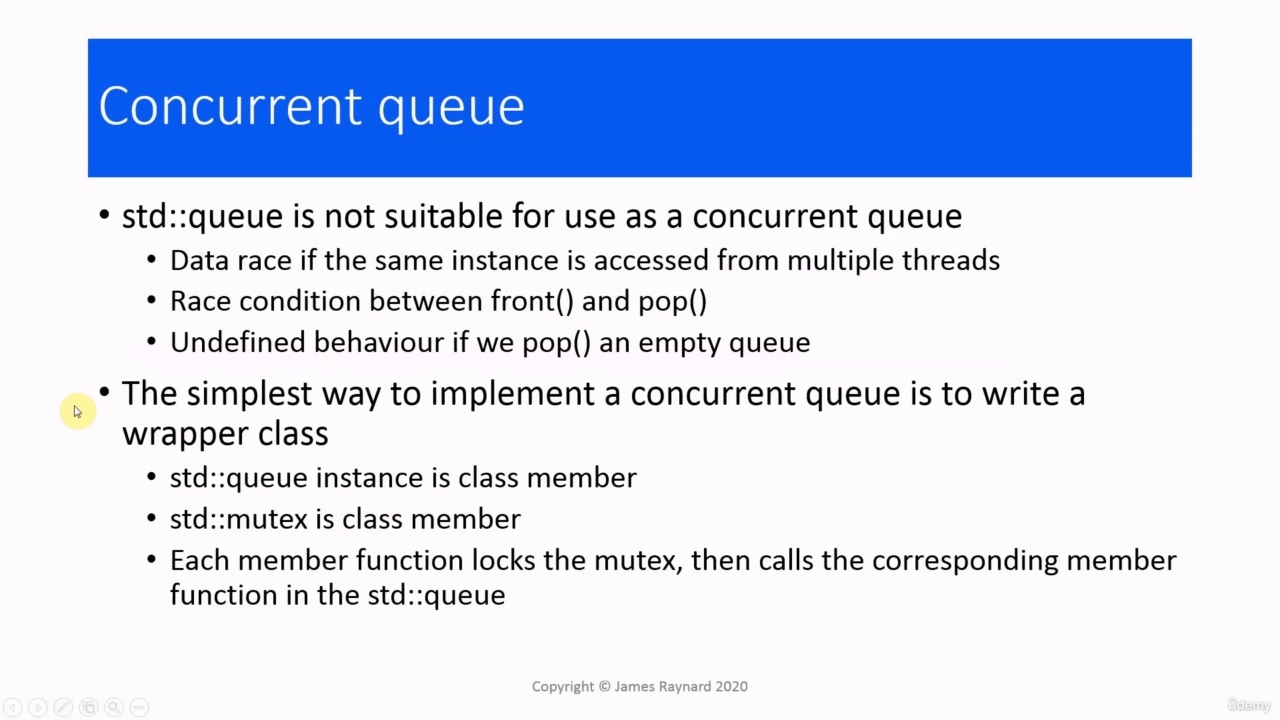 Concurrent queue
• std::queue is not suitable for use as a concurrent queue
• Data race if the same instance is accessed from multiple threads
• Race condition between front() and pop()
• Undefined behaviour if we pop() an empty queue
• The simplest way to implement a concurrent queue is to write a
wrapper class
• std::queue instance is class member
• std::mutex is class member
• Each member function locks the mutex, then calls the corresponding member
function in the std::queue
Copyright © James Raynard 2020
ûdemy